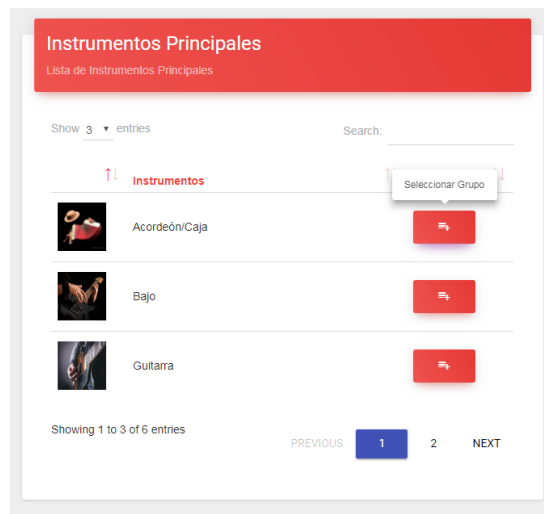 Instrumentos Principales
Lista de Instrumentos Principales
Show 3 entries
Search:
Instrumentos
Seleccionar Grupo
Acordeón/Caja
Bajo
Guitarra
Showing 1 to 3 of 6 entries
PREVIOUS 1 2 NEXT